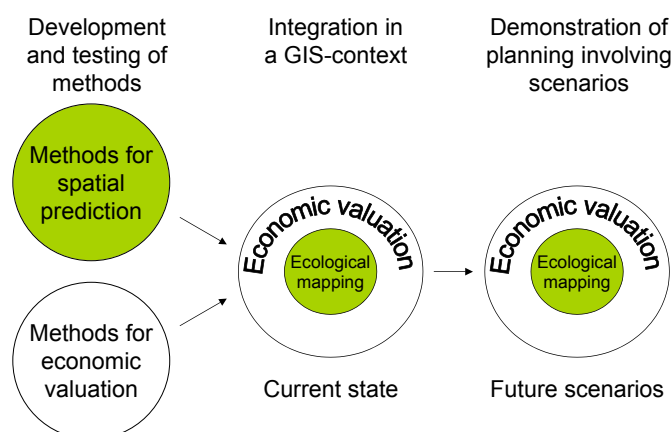 Development
and testing of
methods
Integration in
a GIS-context
Demonstration of
planning involving
scenarios
Methods for
spatial
prediction
Methods for
economic
valuation
Economic valuation
Ecological
mapping
Current state
Economic valuation
Ecological
mapping
Future scenarios